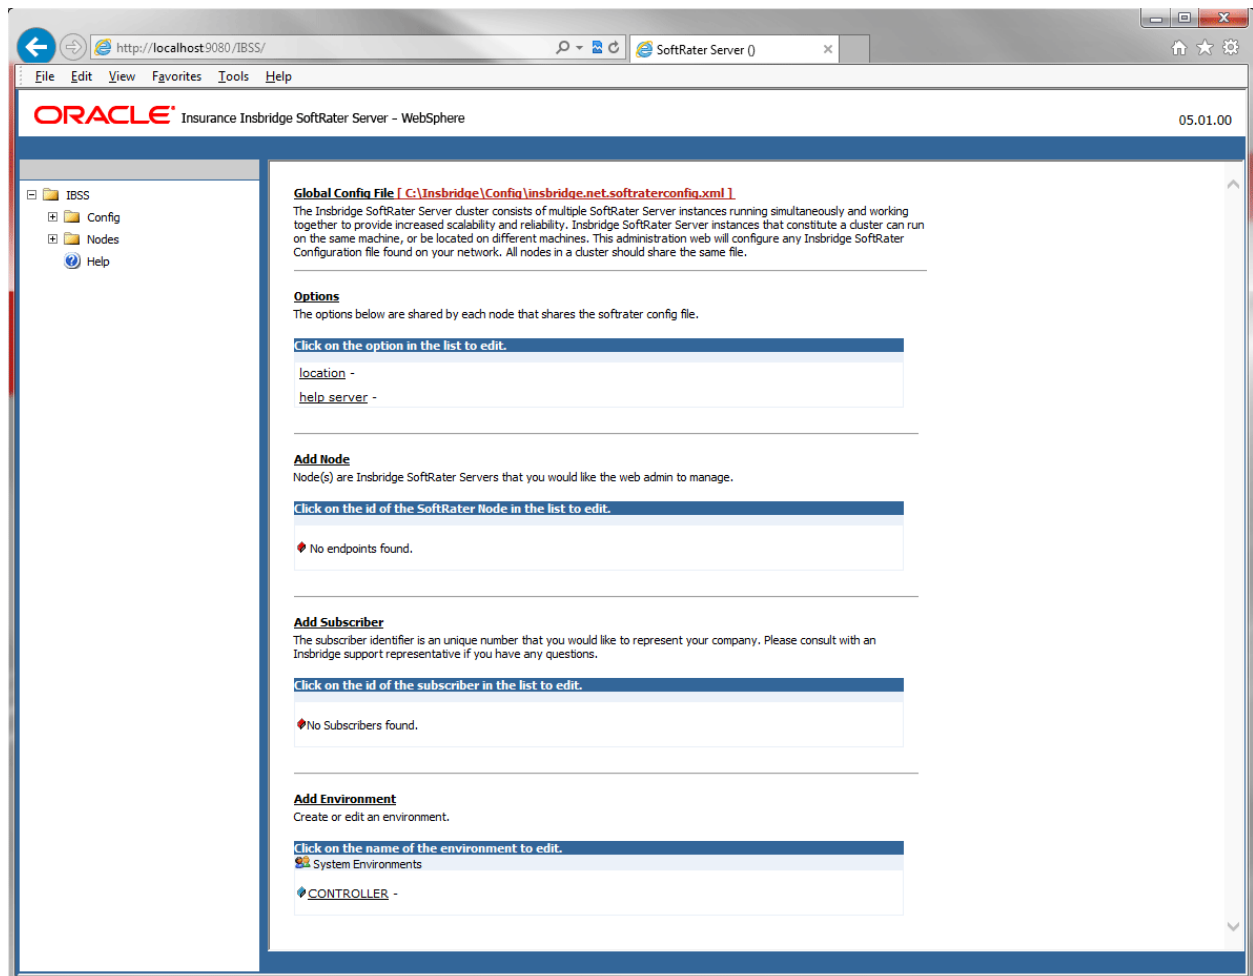 http://localhost:9080/IBSS/
SoftRater Server ()
File Edit View Favorites Tools Help
ORACLE Insurance Insbridge SoftRater Server - WebSphere
05.01.00
IBSS
Config
Nodes
Help
Global Config File [ C:\Insbridge\Config\insbridge.net.softraterconfig.xml ]
The Insbridge SoftRater Server cluster consists of multiple SoftRater Server instances running simultaneously and working
together to provide increased scalability and reliability. Insbridge SoftRater Server instances that constitute a cluster can run
on the same machine, or be located on different machines. This administration web will configure any Insbridge SoftRater
Configuration file found on your network. All nodes in a cluster should share the same file.
Options
The options below are shared by each node that shares the softrater config file.
Click on the option in the list to edit.
location -
help server -
Add Node
Node(s) are Insbridge SoftRater Servers that you would like the web admin to manage.
Click on the id of the SoftRater Node in the list to edit.
No endpoints found.
Add Subscriber
The subscriber identifier is an unique number that you would like to represent your company. Please consult with an
Insbridge support representative if you have any questions.
Click on the id of the subscriber in the list to edit.
No Subscribers found.
Add Environment
Create or edit an environment.
Click on the name of the environment to edit.
System Environments
CONTROLLER -